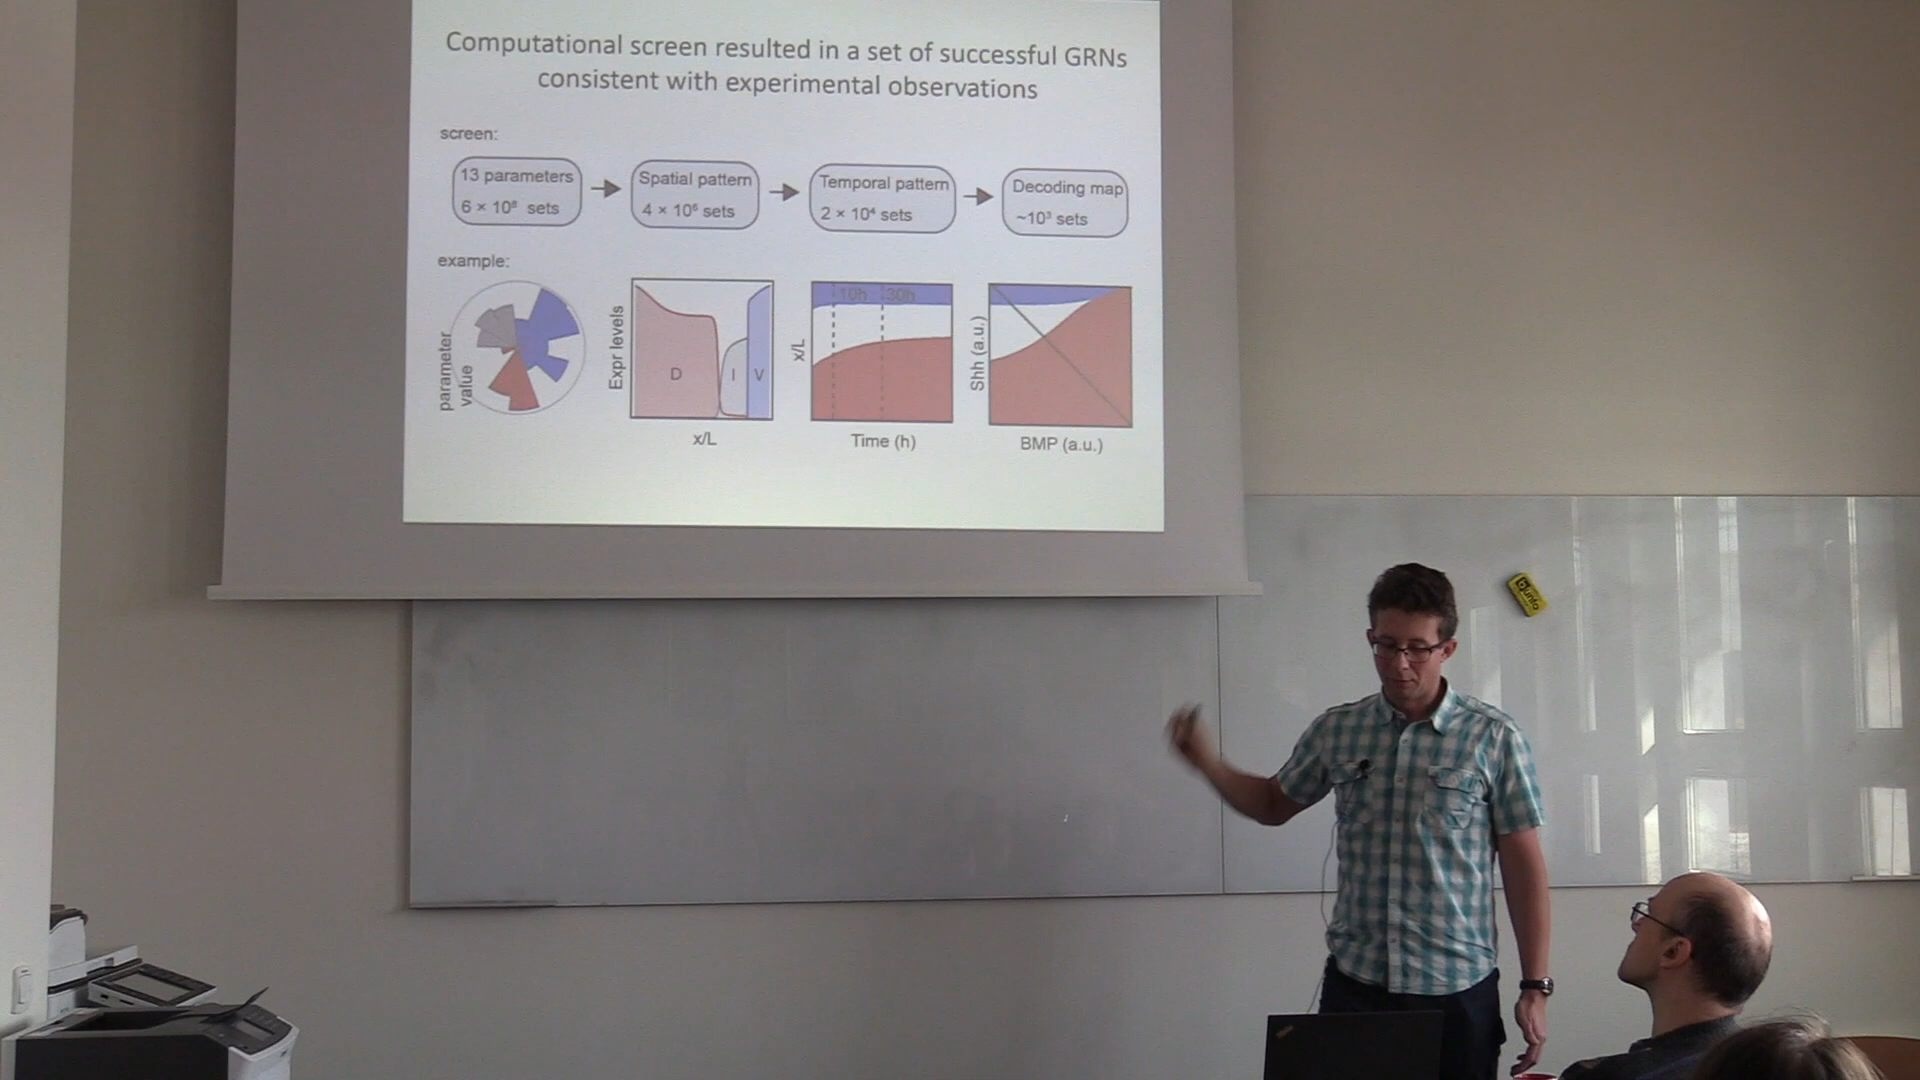 Computational screen resulted in a set of successful GRNs
consistent with experimental observations
screen:
13 parameters
6 × 10⁸ sets
Spatial pattern
4 × 10⁶ sets
Temporal pattern
2 × 10⁴ sets
Decoding map
~10³ sets
example:
parameter
value
Expr levels
D
I
V
x/L
x/L
10h
30h
Time (h)
Shh (a.u.)
BMP (a.u.)